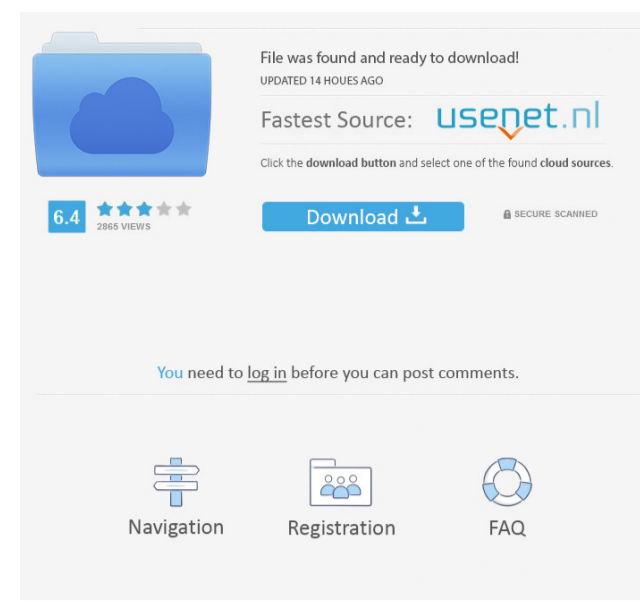 File was found and ready to download!
UPDATED 14 HOUES AGO
Fastest Source: usenet.nl
Click the download button and select one of the found cloud sources.
6.4
2865 VIEWS
Download
SECURE SCANNED
You need to log in before you can post comments.
Navigation
Registration
FAQ